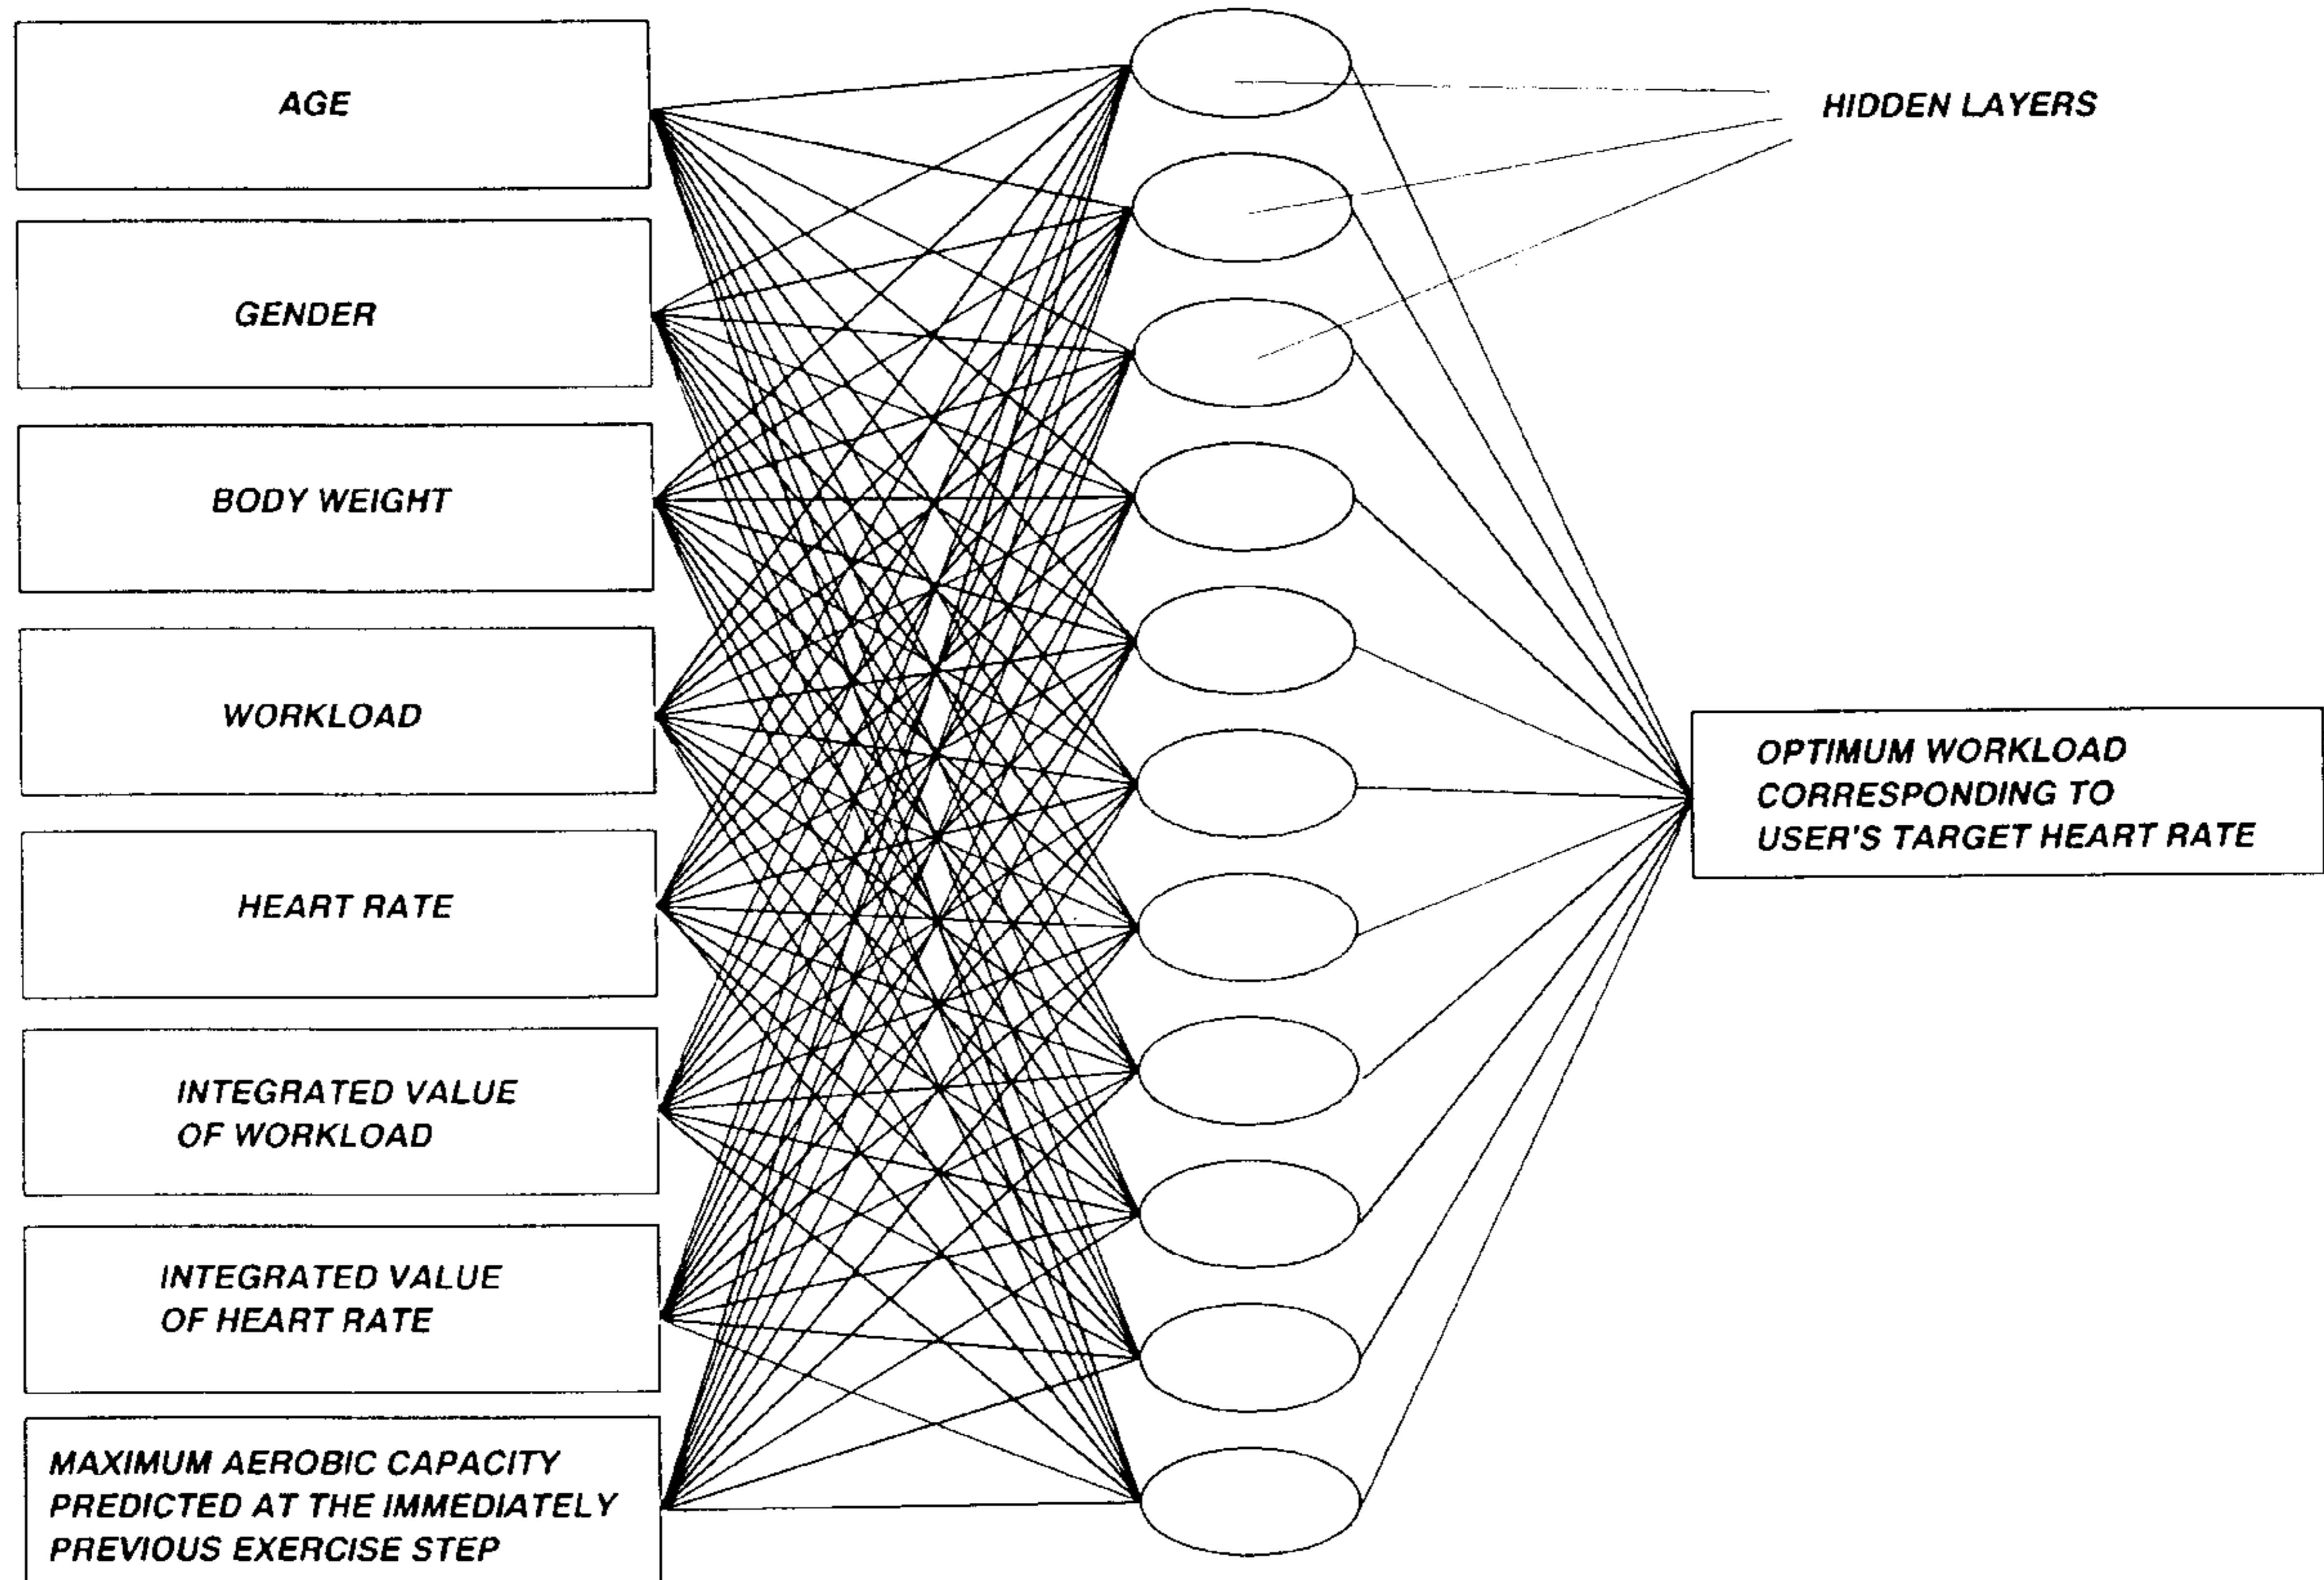 AGE
HIDDEN LAYERS
GENDER
BODY WEIGHT
WORKLOAD
OPTIMUM WORKLOAD
CORRESPONDING TO
USER'S TARGET HEART RATE
HEART RATE
INTEGRATED VALUE
OF WORKLOAD
INTEGRATED VALUE
OF HEART RATE
MAXIMUM AEROBIC CAPACITY
PREDICTED AT THE IMMEDIATELY
PREVIOUS EXERCISE STEP